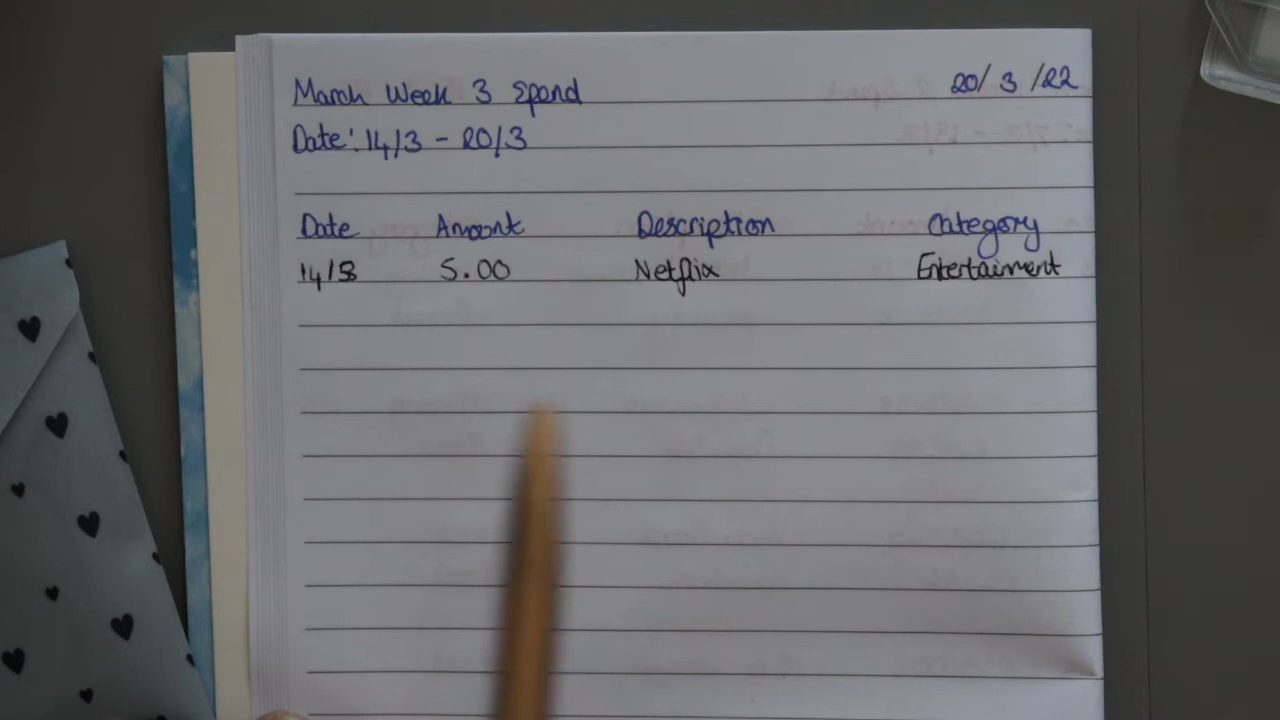 March Week 3 Spend 20/3/22
Date: 14/3 - 20/3
Date Amount Description Category
14/3 5.00 Netflix Entertainment